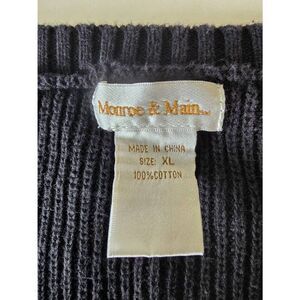 Monroe & Main
MADE IN CHINA
SIZE: XL
100%COTTON